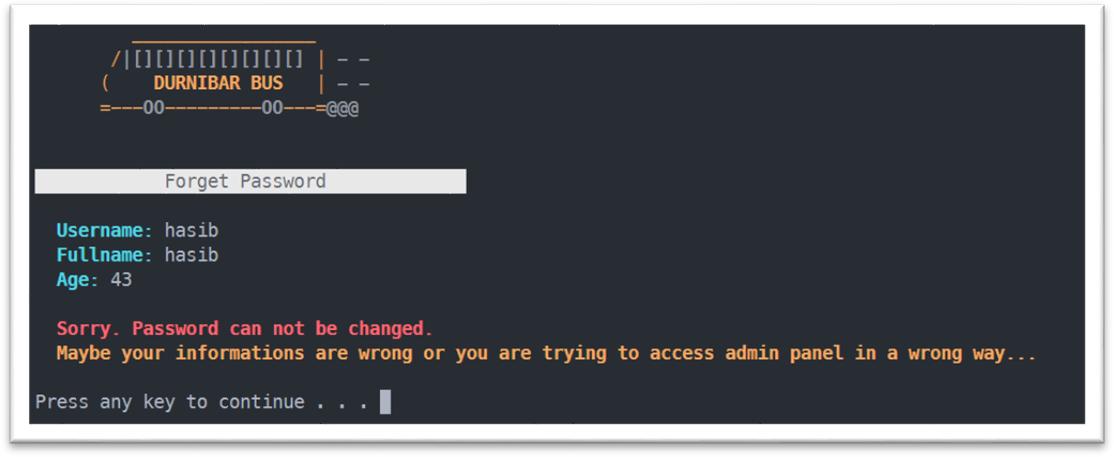 _________________
/|[][][][][][][][] | - -
( DURNIBAR BUS | - -
=---OO---------OO---=@@@
Forget Password
Username: hasib
Fullname: hasib
Age: 43
Sorry. Password can not be changed.
Maybe your informations are wrong or you are trying to access admin panel in a wrong way...
Press any key to continue . . .